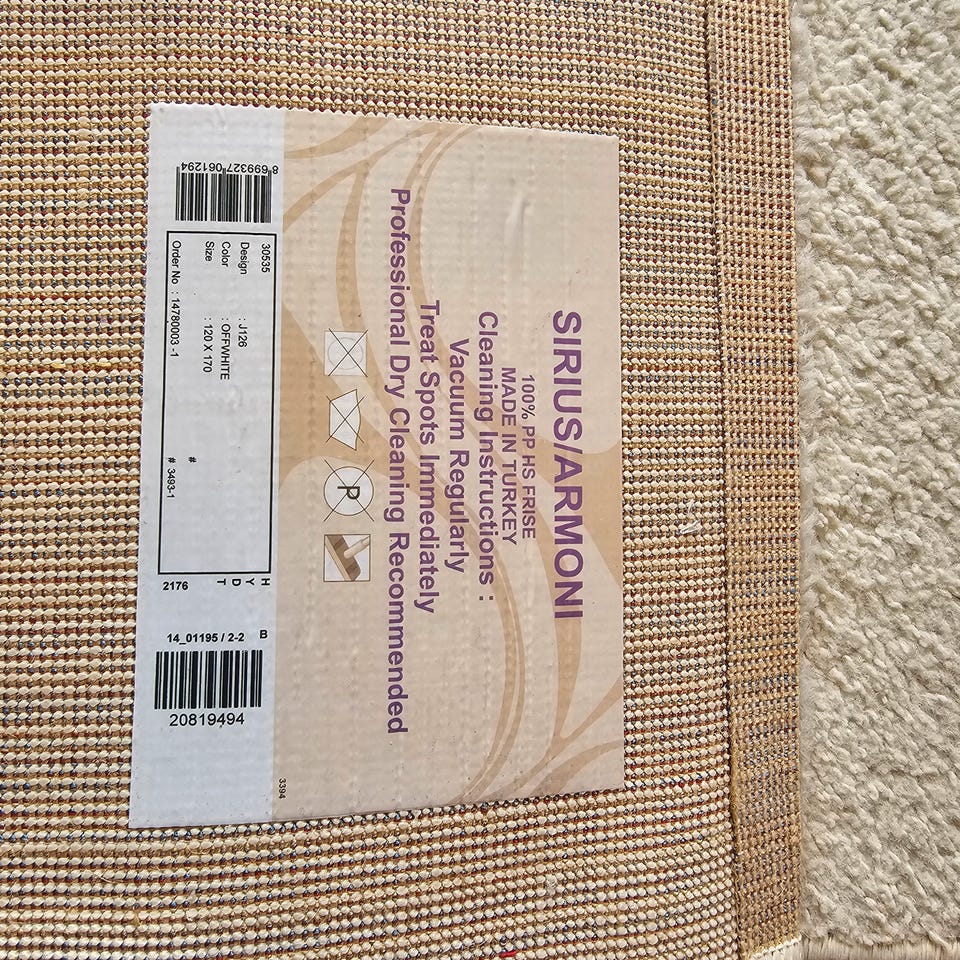 SIRIUS/ARMONI
100% PP HS FRISE
MADE IN TURKEY
Cleaning Instructions :
Vacuum Regularly
Treat Spots Immediately
Professional Dry Cleaning Recommended
P
3394
8 699327 061294
30535
Design : J126
Color : OFFWHITE
Size : 120 X 170 #
Order No : 14780003 -1 # 3493-1
H
Y
D
T
2176
B
14_01195 / 2-2
20819494